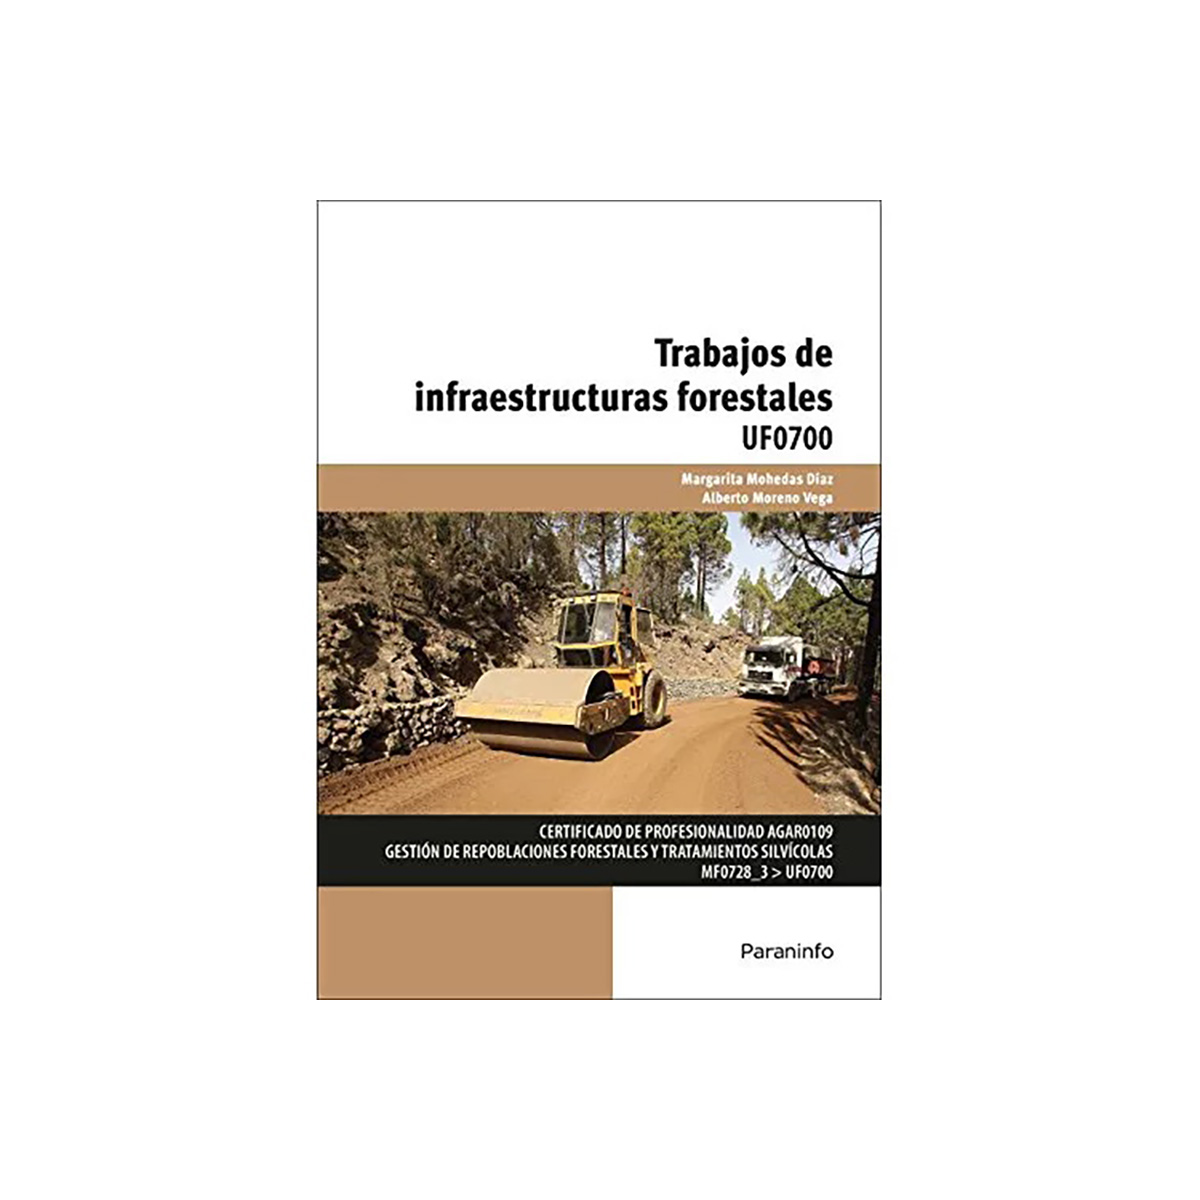 Trabajos de
infraestructuras forestales
UF0700
Margarita Mohedas Díaz
Alberto Moreno Vega
CERTIFICADO DE PROFESIONALIDAD AGAR0109
GESTIÓN DE REPOBLACIONES FORESTALES Y TRATAMIENTOS SILVÍCOLAS
MF0728_3 > UF0700
Paraninfo